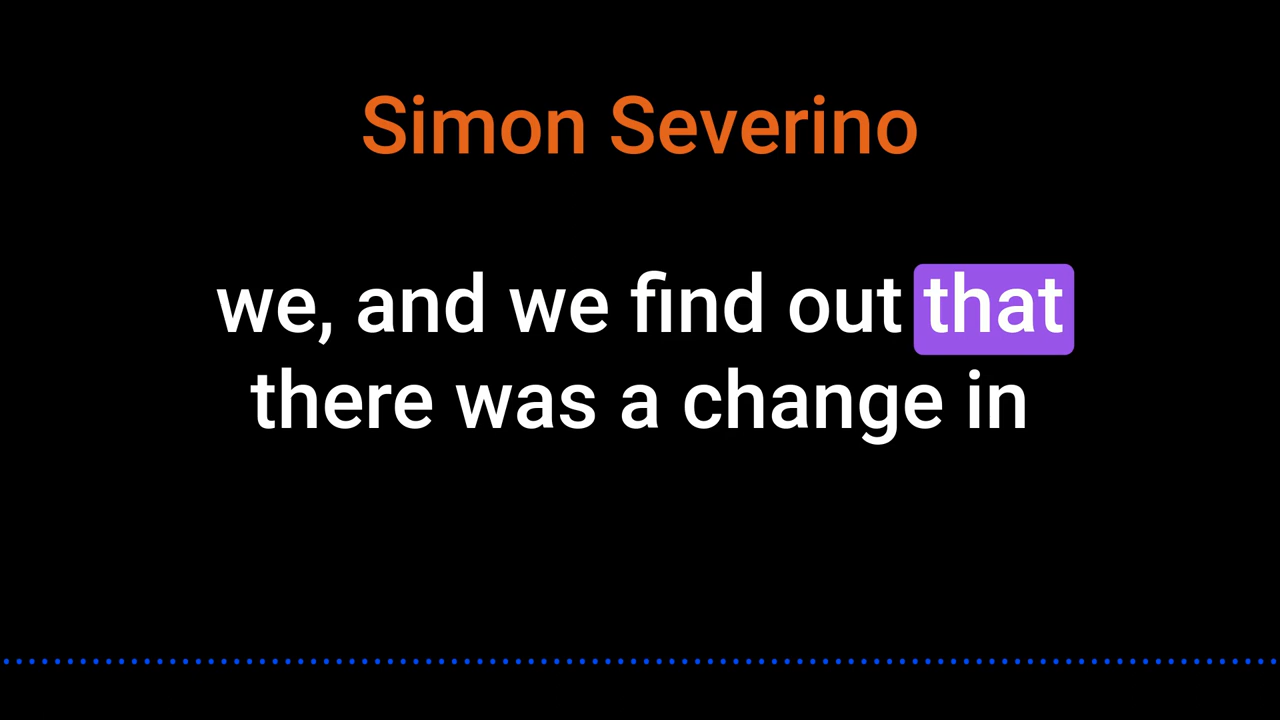 Simon Severino
we, and we find out that
there was a change in